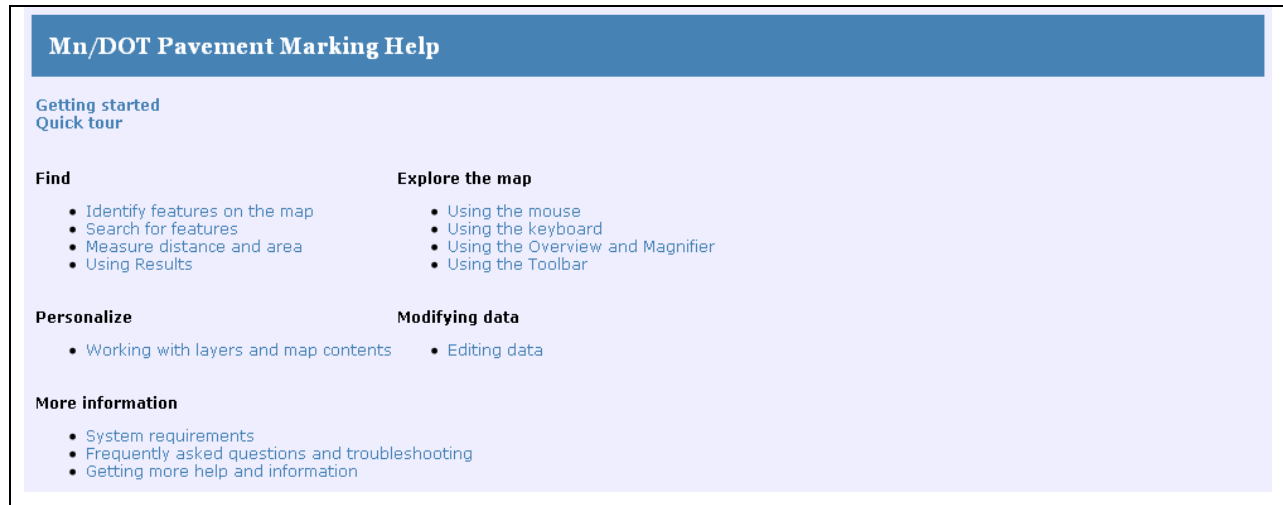 Mn/DOT Pavement Marking Help
Getting started
Quick tour
Find
Identify features on the map
Search for features
Measure distance and area
Using Results
Explore the map
Using the mouse
Using the keyboard
Using the Overview and Magnifier
Using the Toolbar
Personalize
Working with layers and map contents
Modifying data
Editing data
More information
System requirements
Frequently asked questions and troubleshooting
Getting more help and information